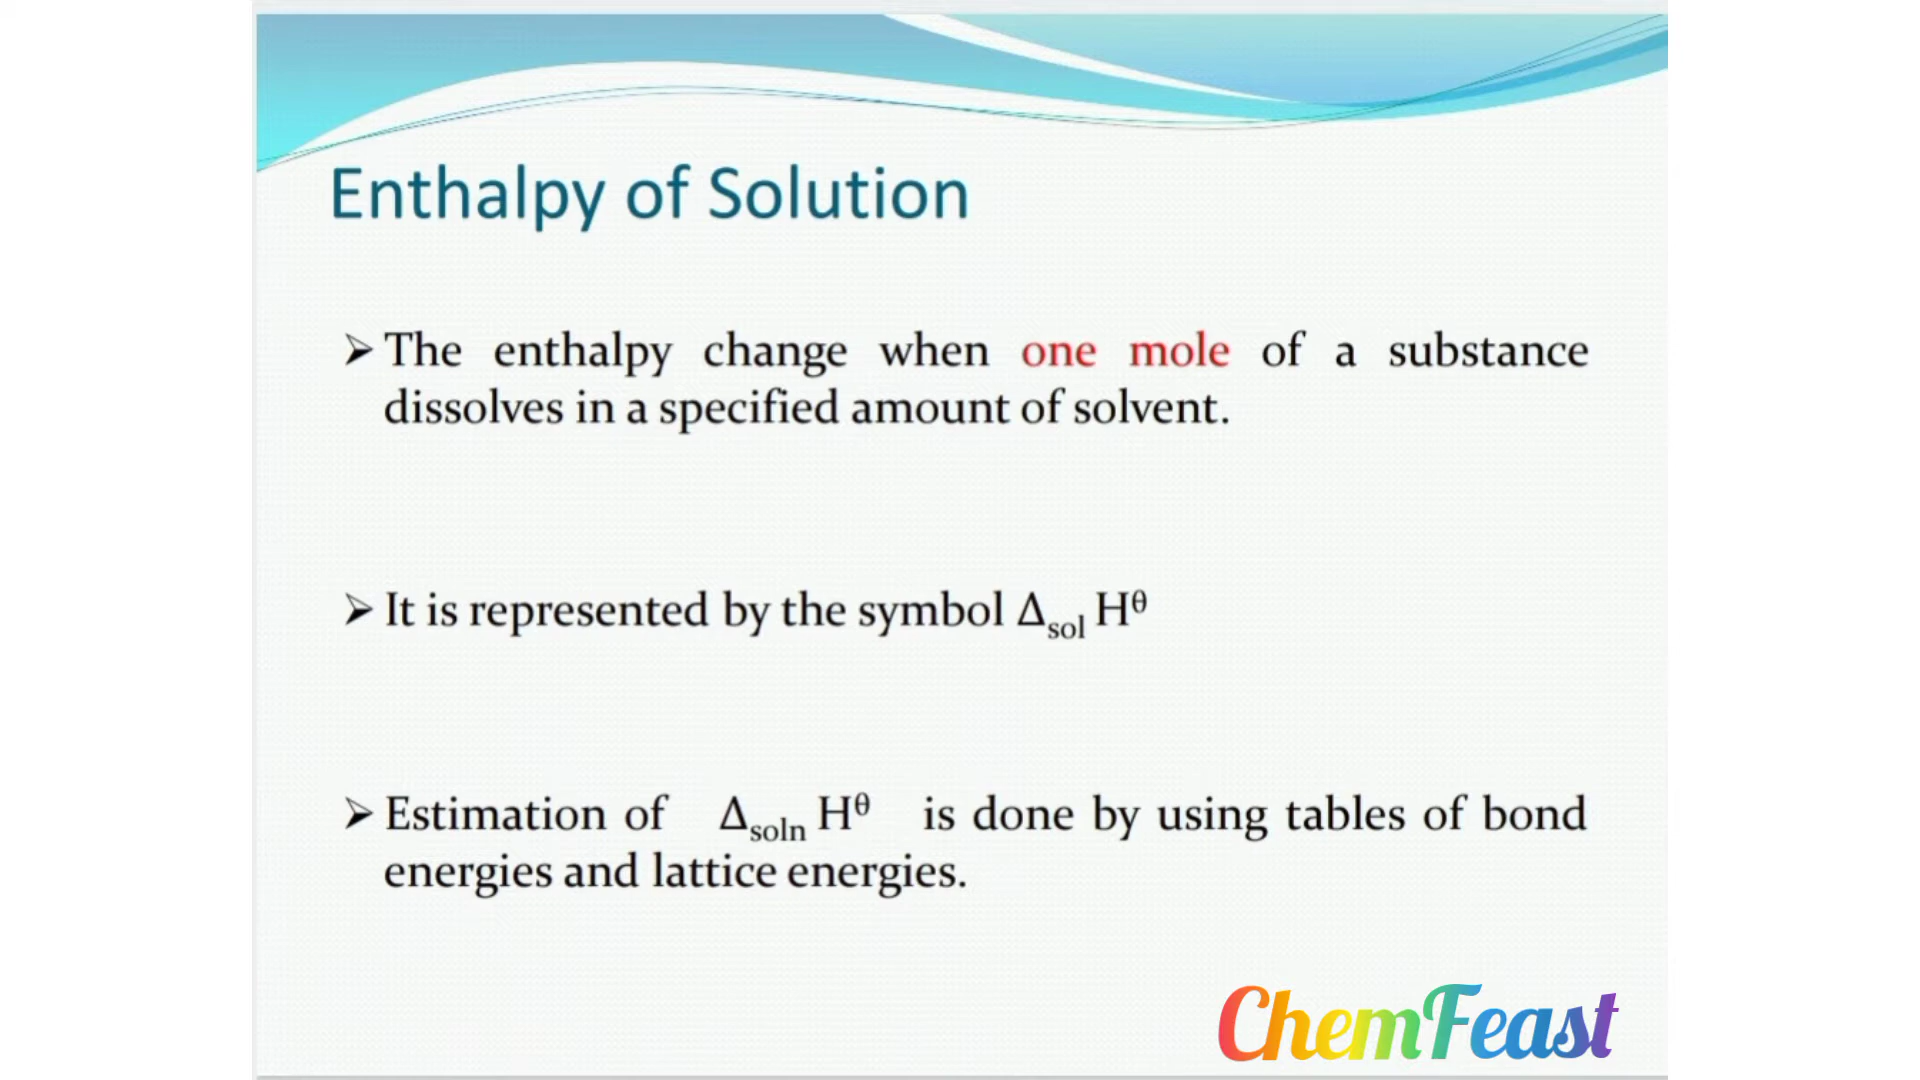 Enthalpy of Solution
➢ The enthalpy change when one mole of a substance
dissolves in a specified amount of solvent.
➢ It is represented by the symbol Δsol Hθ
➢ Estimation of Δsoln Hθ is done by using tables of bond
energies and lattice energies.
ChemFeast